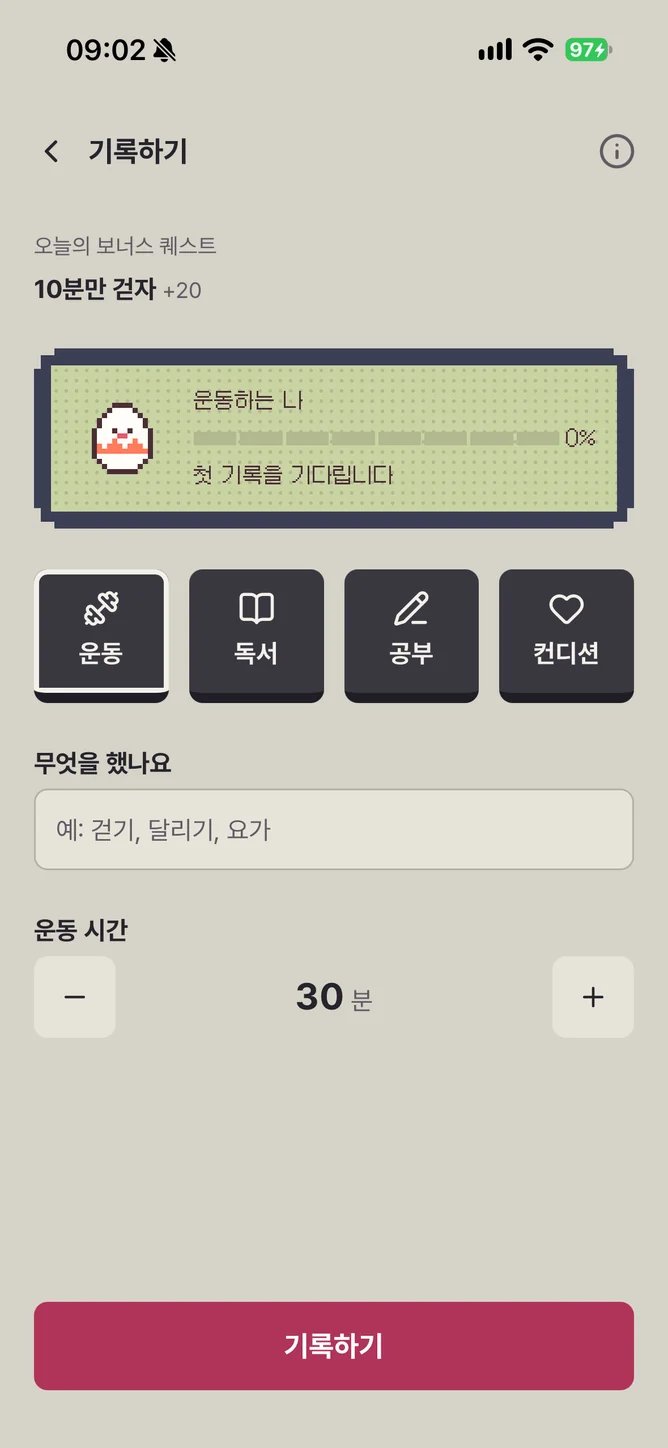 09:02
97
기록하기
오늘의 보너스 퀘스트
10분만 걷자 +20
운동하는 나
0%
첫 기록을 기다립니다
운동
독서
공부
컨디션
무엇을 했나요
예: 걷기, 달리기, 요가
운동 시간
30 분
기록하기